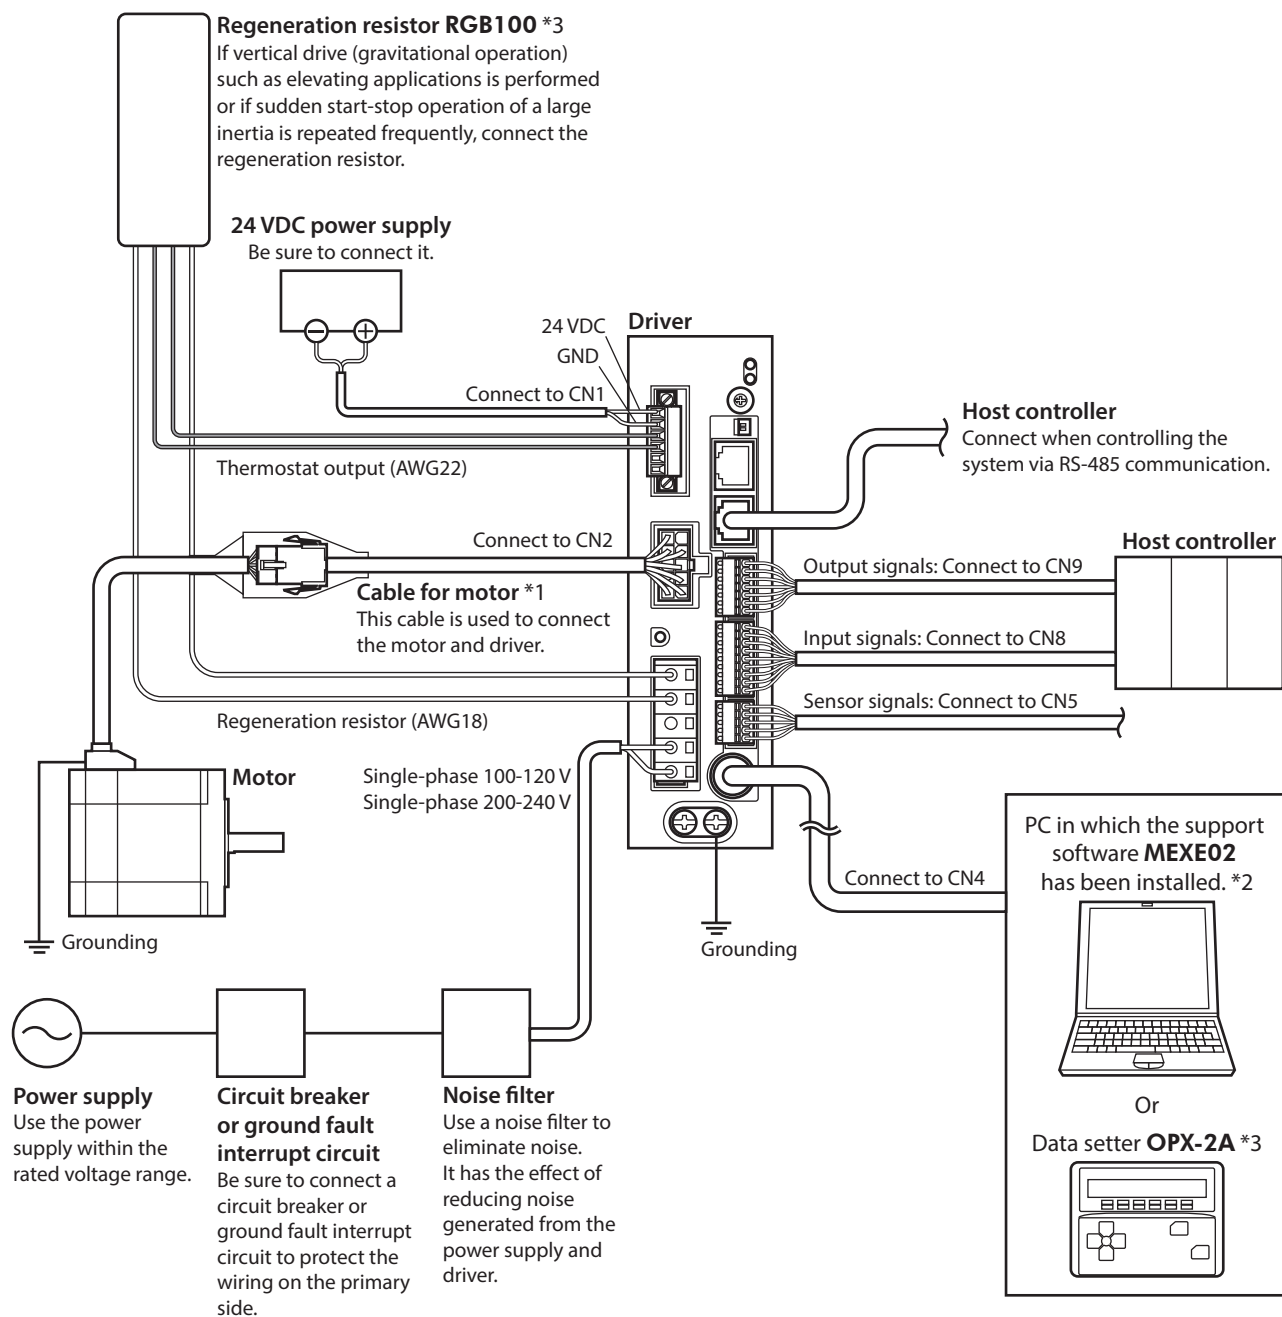 Regeneration resistor RGB100 *3
If vertical drive (gravitational operation)
such as elevating applications is performed
or if sudden start-stop operation of a large
inertia is repeated frequently, connect the
regeneration resistor.
24 VDC power supply
Be sure to connect it.
24 VDC
GND
Driver
Connect to CN1
Thermostat output (AWG22)
Host controller
Connect when controlling the
system via RS-485 communication.
Connect to CN2
Cable for motor *1
This cable is used to connect
the motor and driver.
Host controller
Output signals: Connect to CN9
Input signals: Connect to CN8
Sensor signals: Connect to CN5
Regeneration resistor (AWG18)
Motor
Single-phase 100-120 V
Single-phase 200-240 V
Grounding
Grounding
Connect to CN4
PC in which the support
software MEXE02
has been installed. *2
Or
Data setter OPX-2A *3
Power supply
Use the power
supply within the
rated voltage range.
Circuit breaker
or ground fault
interrupt circuit
Be sure to connect a
circuit breaker or
ground fault interrupt
circuit to protect the
wiring on the primary
side.
Noise filter
Use a noise filter to
eliminate noise.
It has the effect of
reducing noise
generated from the
power supply and
driver.